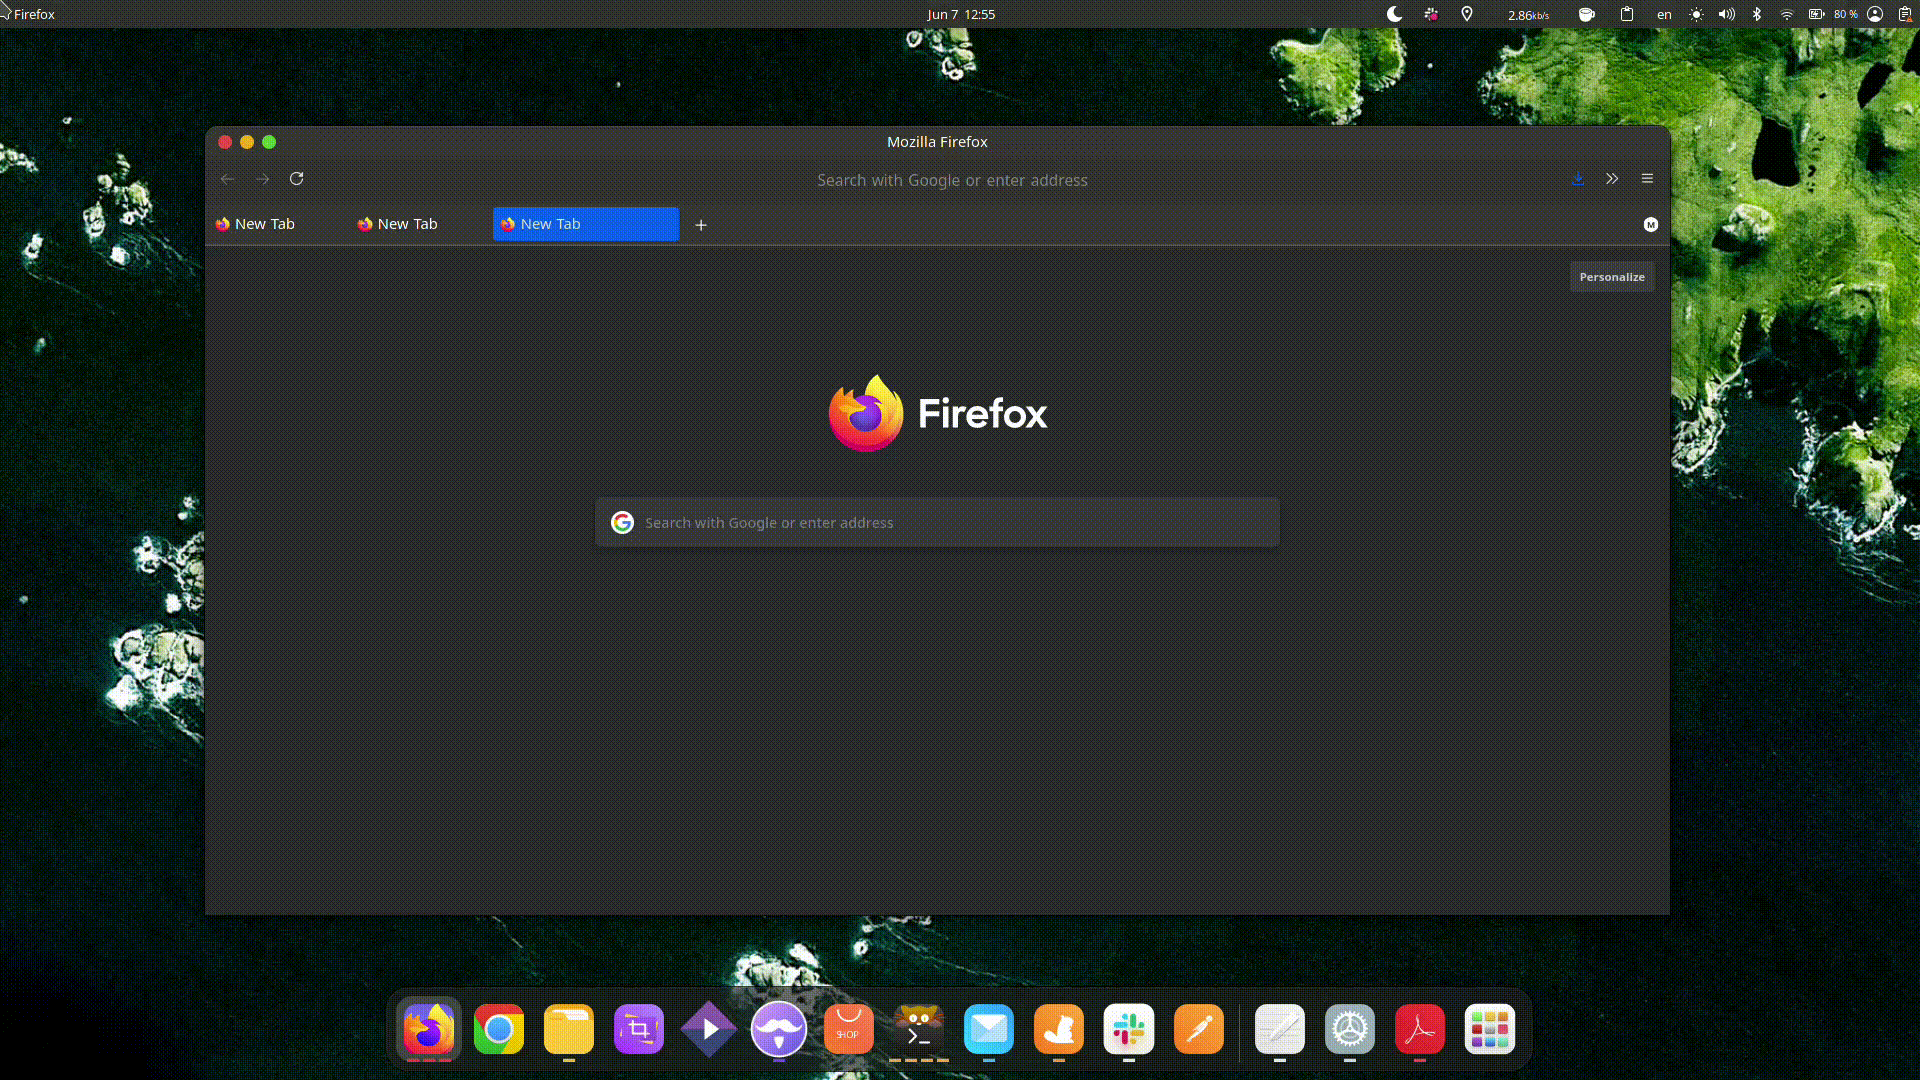 Firefox
Jun 7 12:55
2.86kb/s
en
80 %
Mozilla Firefox
Search with Google or enter address
New Tab
New Tab
New Tab
M
Personalize
Firefox
G
Search with Google or enter address
SHOP